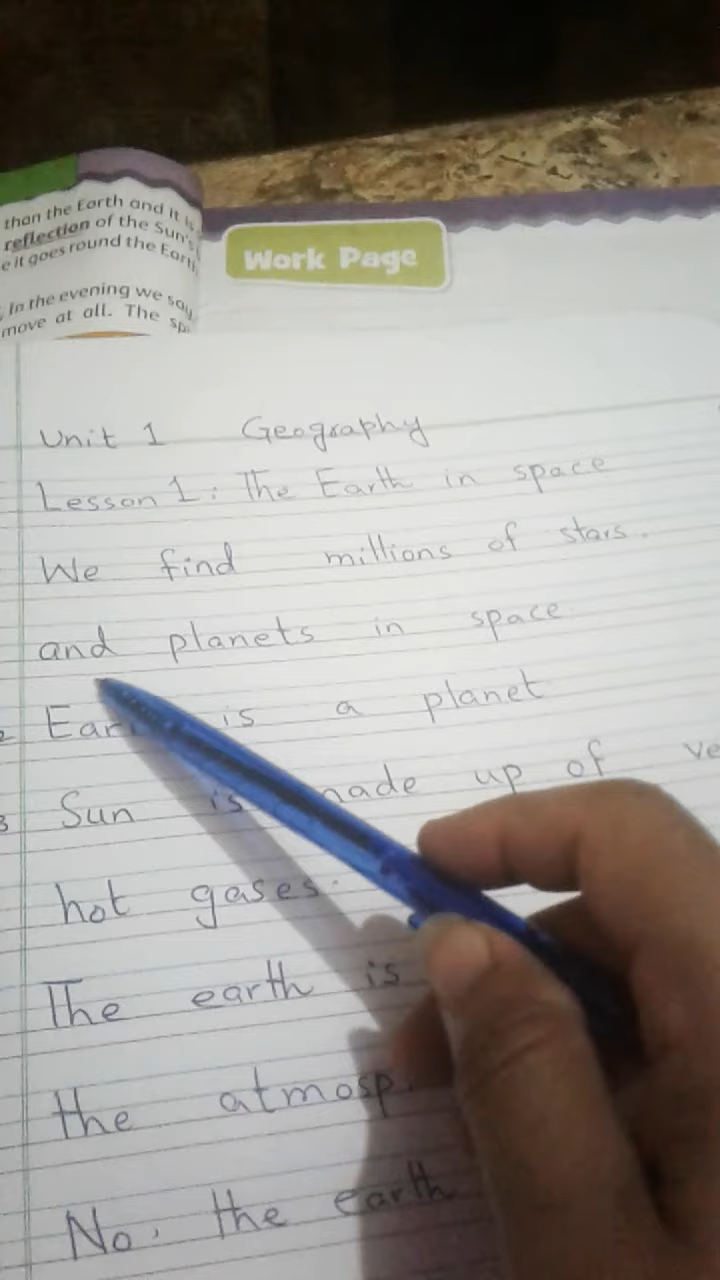 than the Earth and it is
reflection of the Sun's
e it goes round the Earth
. In the evening we say
move at all. The
Work Page
Unit 1 Geography
Lesson 1: The Earth in space
We find millions of stars.
and planets in space
is a planet
3 Sun is made up of
hot gases.
The earth is
the
No, the earth